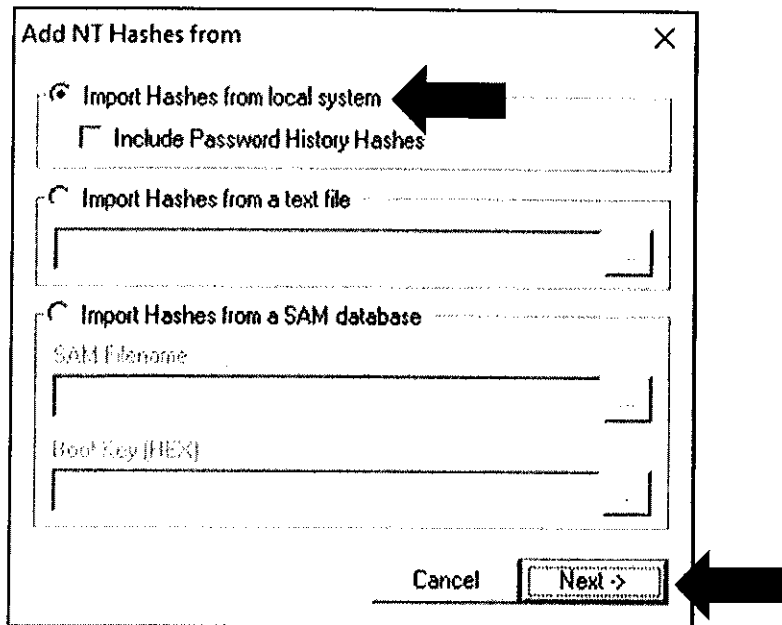 Add NT Hashes from
Import Hashes from local system
Include Password History Hashes
Import Hashes from a text file
...
Import Hashes from a SAM database
SAM Filename
...
Boot Key (HEX)
Cancel
Next ->